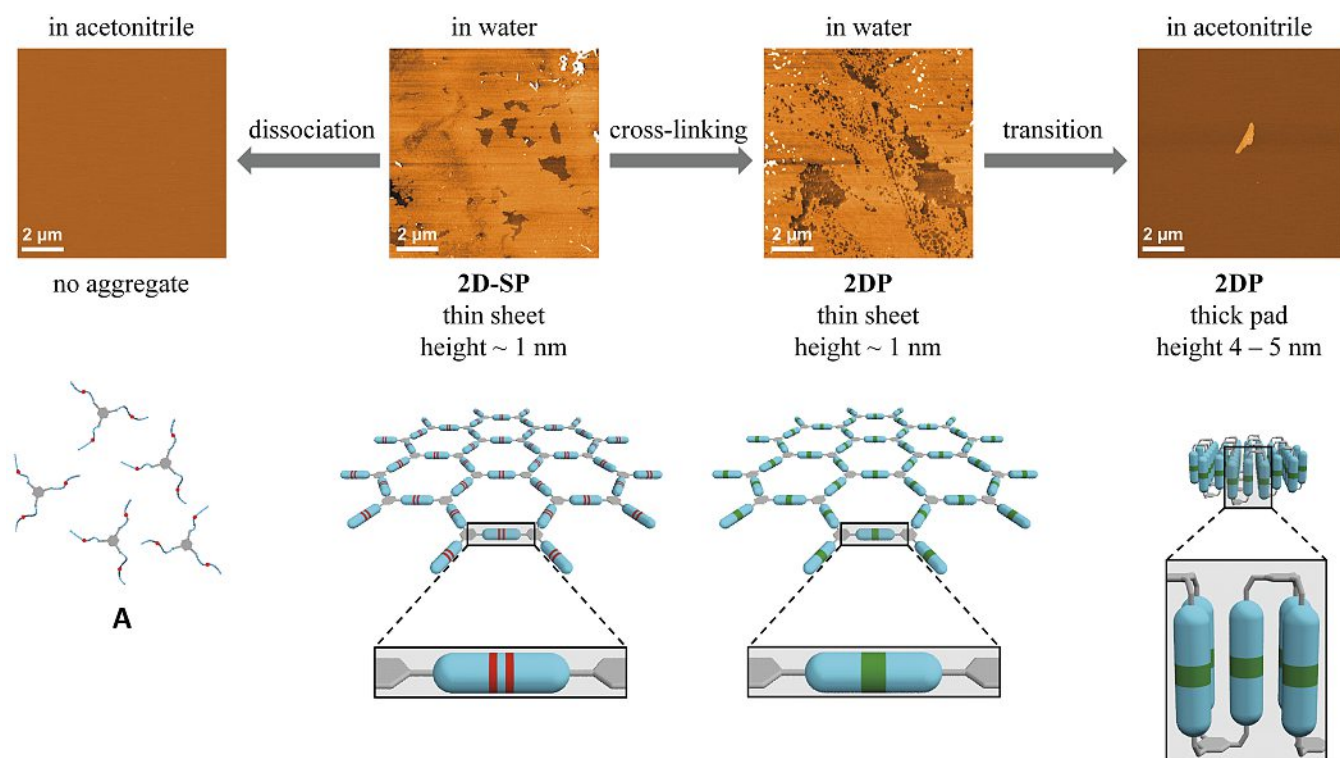 in acetonitrile
in water
in water
in acetonitrile
dissociation
cross-linking
transition
2 μm
2 μm
2 μm
2 μm
no aggregate
2D-SP
thin sheet
height ~ 1 nm
2DP
thin sheet
height ~ 1 nm
2DP
thick pad
height 4 – 5 nm
A